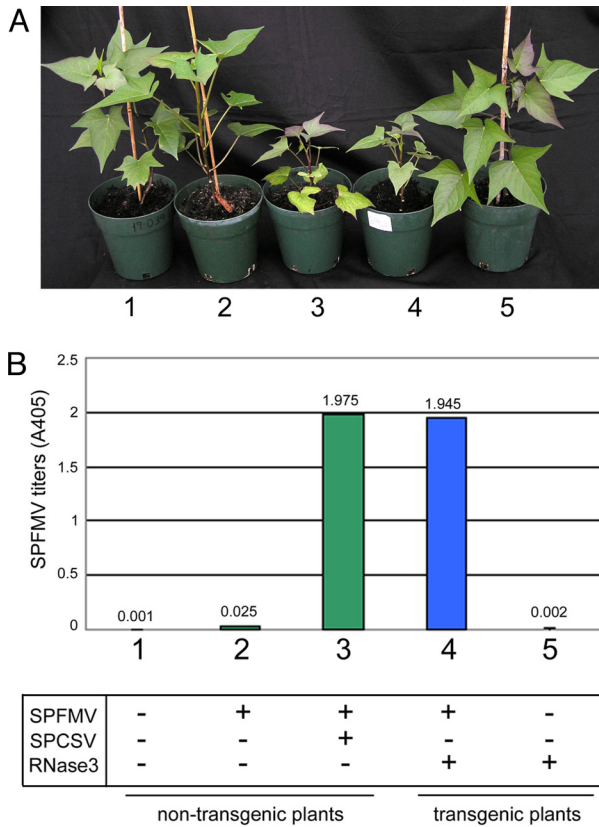 A
1 2 3 4 5
B
SPFMV titers (A405)
2.5
2
1.5
1
0.5
0
0.001
0.025
1.975
1.945
0.002
1 2 3 4 5
SPFMV - + + + -
SPCSV - - + - -
RNase3 - - - + +
non-transgenic plants
transgenic plants